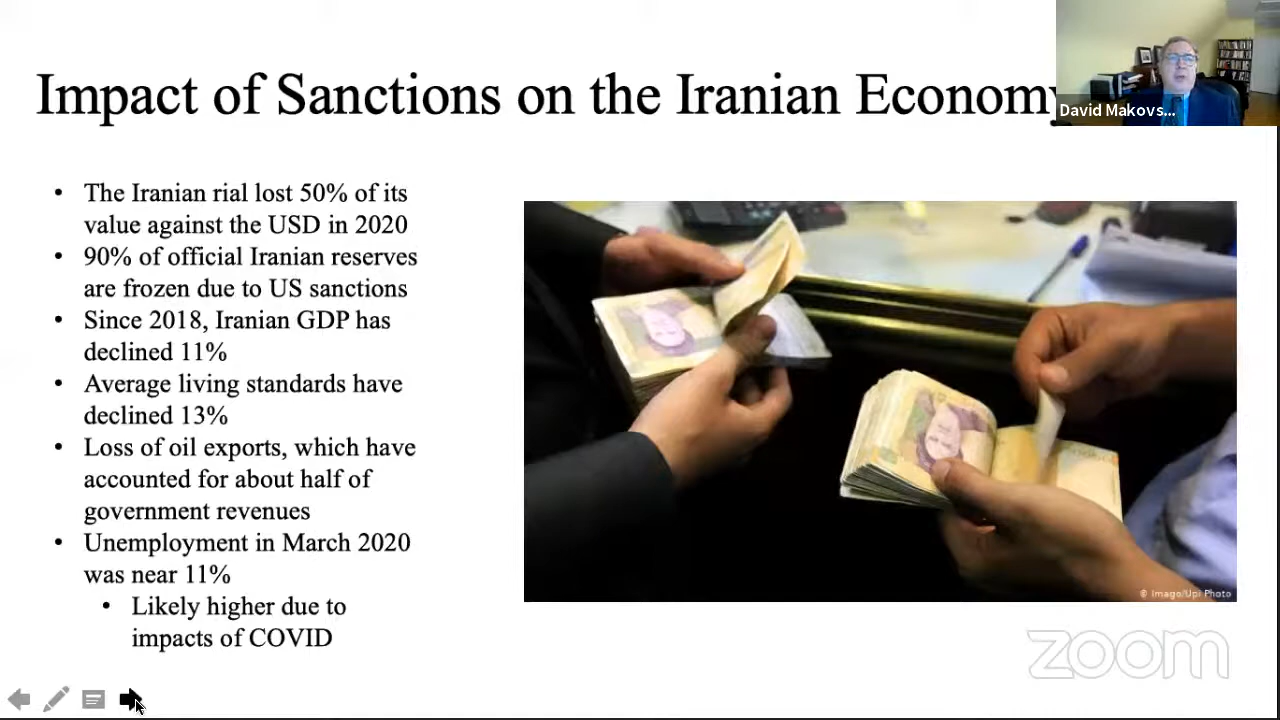 Impact of Sanctions on the Iranian Economy
David Makovs...
• The Iranian rial lost 50% of its
value against the USD in 2020
• 90% of official Iranian reserves
are frozen due to US sanctions
• Since 2018, Iranian GDP has
declined 11%
• Average living standards have
declined 13%
• Loss of oil exports, which have
accounted for about half of
government revenues
• Unemployment in March 2020
was near 11%
• Likely higher due to
impacts of COVID
© Imago/Upi Photo
zoom